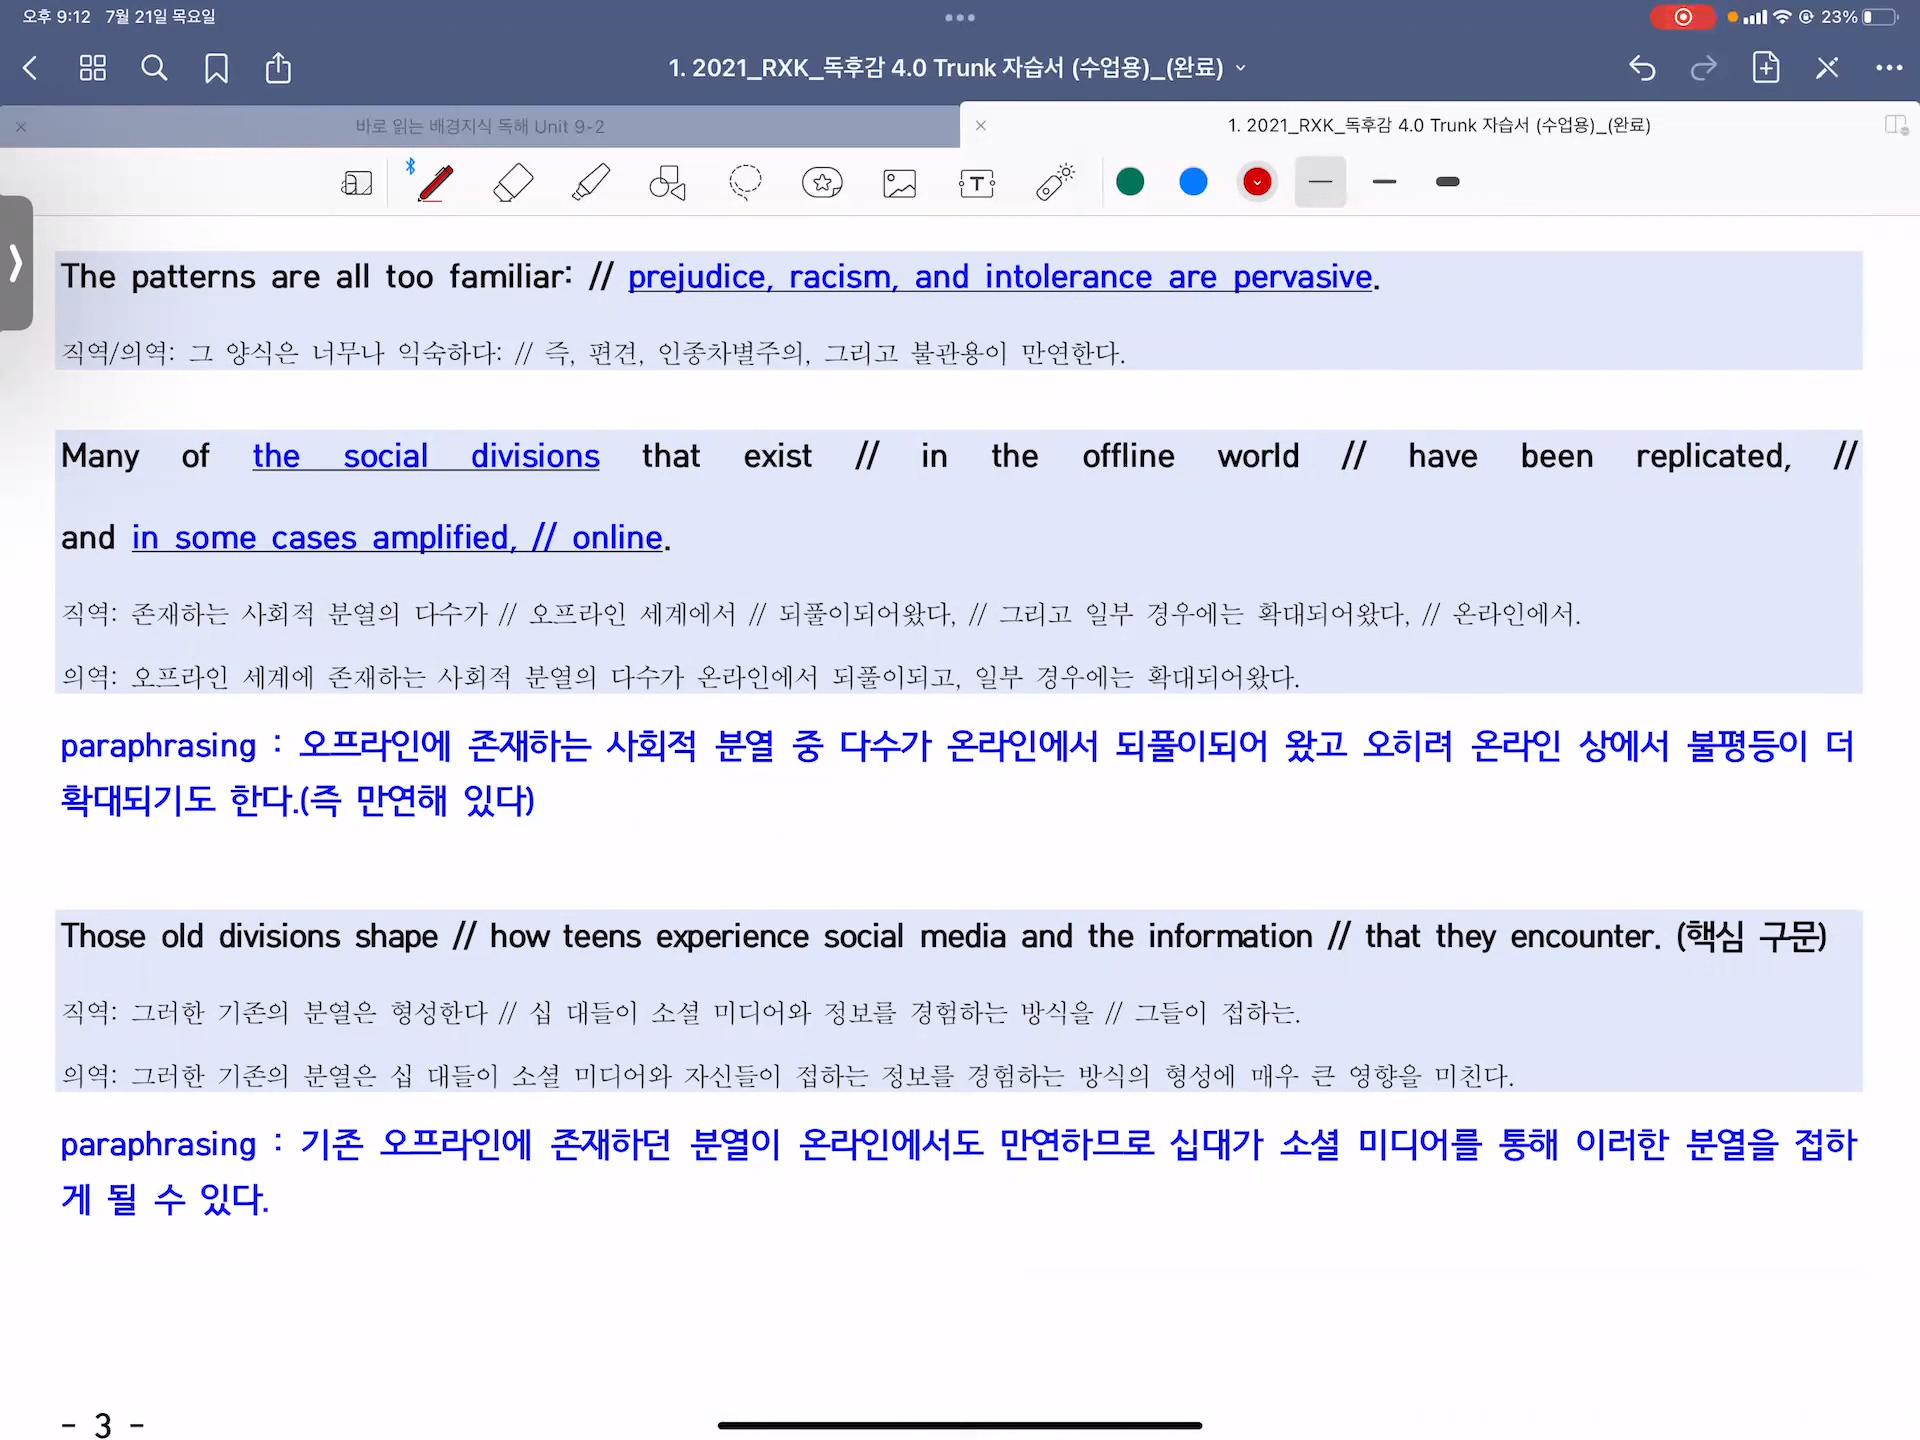 오후 9:12 7월 21일 목요일
23%
1. 2021_RXK_독후감 4.0 Trunk 자습서 (수업용)_(완료)
바로 읽는 배경지식 독해 Unit 9-2
1. 2021_RXK_독후감 4.0 Trunk 자습서 (수업용)_(완료)
The patterns are all too familiar: // prejudice, racism, and intolerance are pervasive.
직역/의역: 그 양식은 너무나 익숙하다: // 즉, 편견, 인종차별주의, 그리고 불관용이 만연한다.
Many of the social divisions that exist // in the offline world // have been replicated, //
and in some cases amplified, // online.
직역: 존재하는 사회적 분열의 다수가 // 오프라인 세계에서 // 되풀이되어왔다, // 그리고 일부 경우에는 확대되어왔다, // 온라인에서.
의역: 오프라인 세계에 존재하는 사회적 분열의 다수가 온라인에서 되풀이되고, 일부 경우에는 확대되어왔다.
paraphrasing : 오프라인에 존재하는 사회적 분열 중 다수가 온라인에서 되풀이되어 왔고 오히려 온라인 상에서 불평등이 더
확대되기도 한다.(즉 만연해 있다)
Those old divisions shape // how teens experience social media and the information // that they encounter. (핵심 구문)
직역: 그러한 기존의 분열은 형성한다 // 십 대들이 소셜 미디어와 정보를 경험하는 방식을 // 그들이 접하는.
의역: 그러한 기존의 분열은 십 대들이 소셜 미디어와 자신들이 접하는 정보를 경험하는 방식의 형성에 매우 큰 영향을 미친다.
paraphrasing : 기존 오프라인에 존재하던 분열이 온라인에서도 만연하므로 십대가 소셜 미디어를 통해 이러한 분열을 접하
게 될 수 있다.
- 3 -